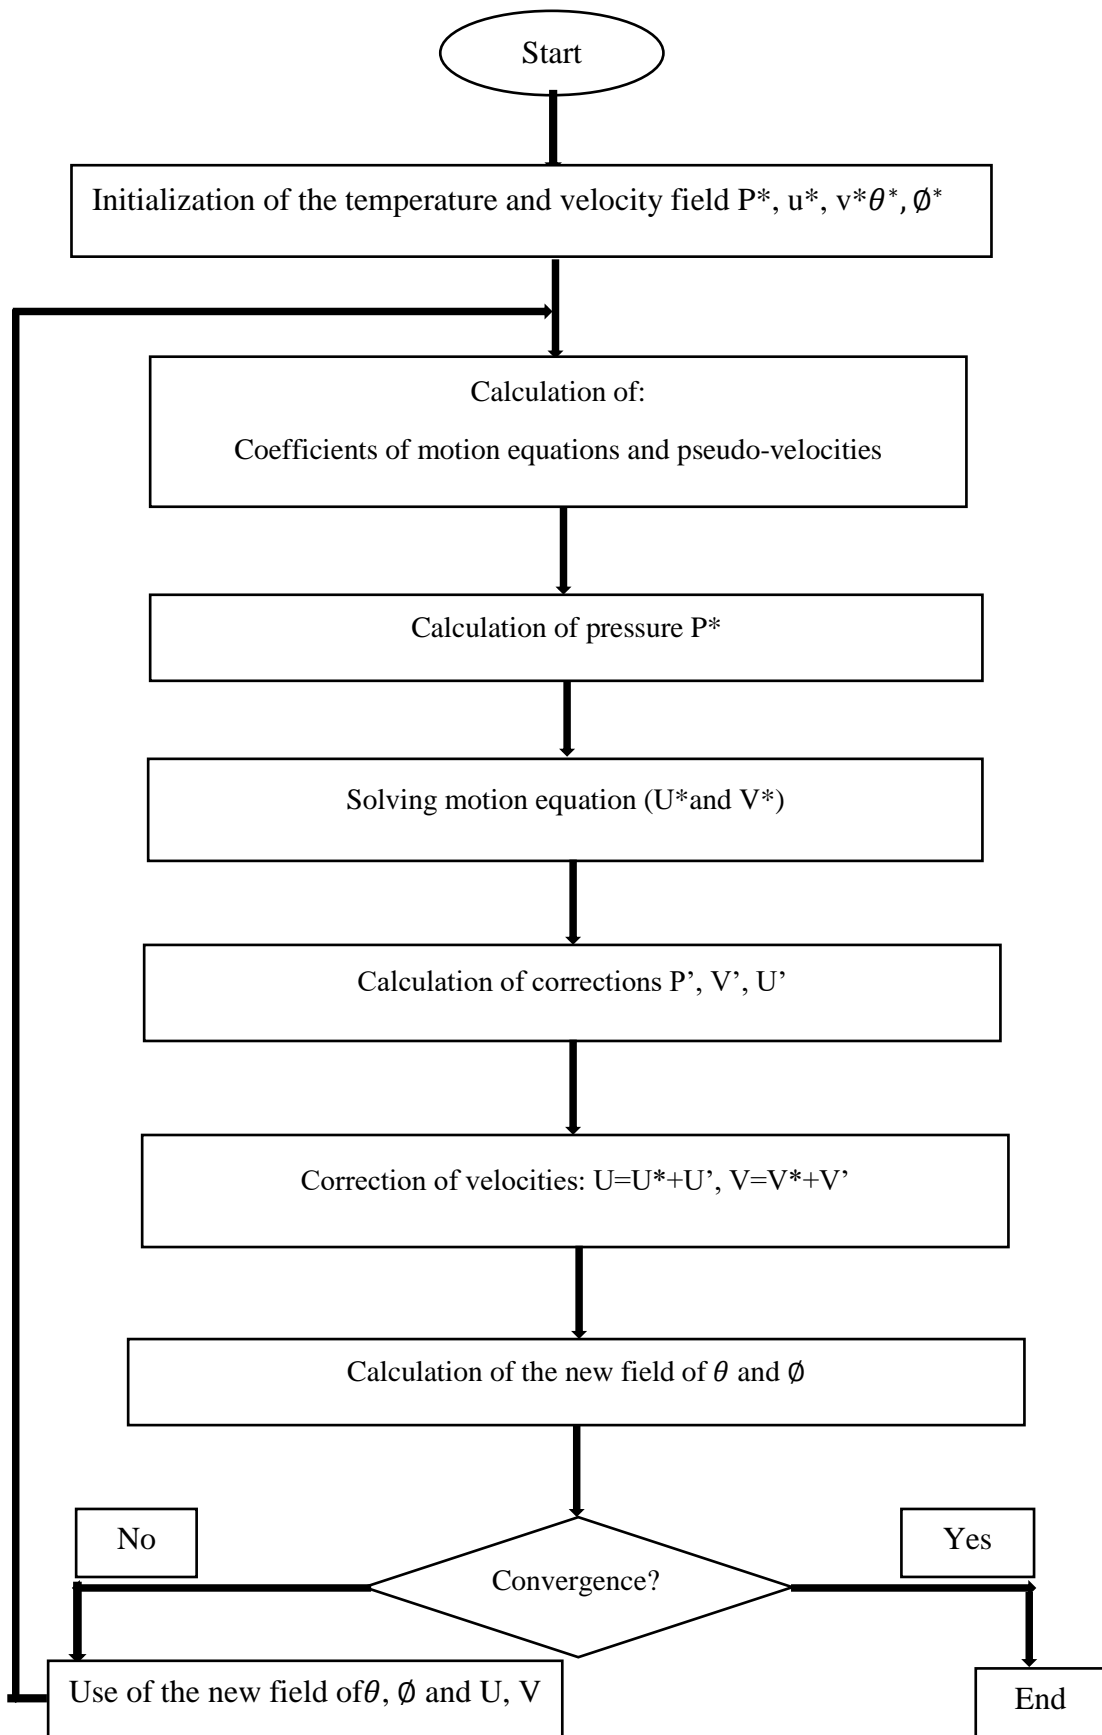 Start
Initialization of the temperature and velocity field P*, u*, v*θ*, ∅*
Calculation of:
Coefficients of motion equations and pseudo-velocities
Calculation of pressure P*
Solving motion equation (U*and V*)
Calculation of corrections P’, V’, U’
Correction of velocities: U=U*+U’, V=V*+V’
Calculation of the new field of θ and ∅
No
Yes
Convergence?
Use of the new field ofθ, ∅ and U, V
End